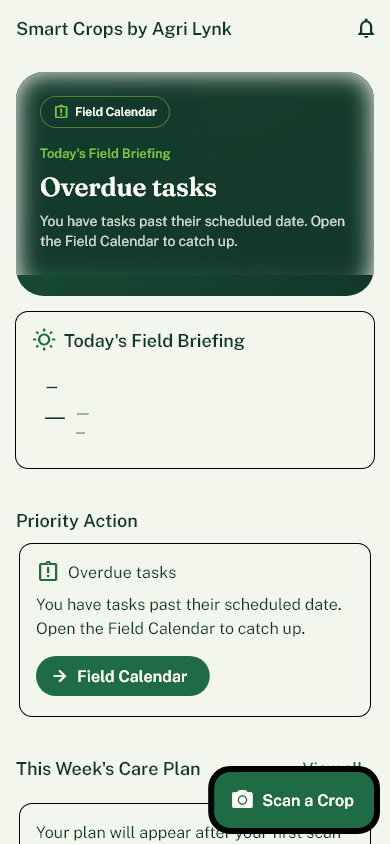 Smart Crops by Agri Lynk
Field Calendar
Today's Field Briefing
Overdue tasks
You have tasks past their scheduled date. Open
the Field Calendar to catch up.
Today's Field Briefing
—
— —
—
Priority Action
Overdue tasks
You have tasks past their scheduled date.
Open the Field Calendar to catch up.
Field Calendar
This Week's Care Plan
View all
Scan a Crop
Your plan will appear after your first scan